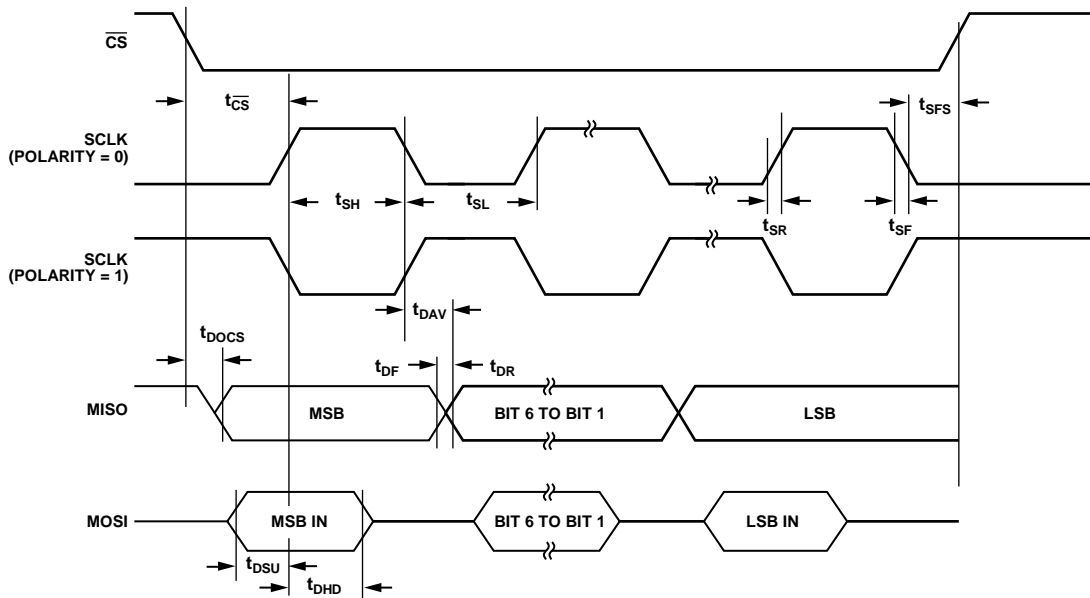 CS
tCS
tSFS
SCLK
(POLARITY = 0)
tSH
tSL
tSR
tSF
SCLK
(POLARITY = 1)
tDAV
tDOCS
tDF
tDR
MISO
MSB
BIT 6 TO BIT 1
LSB
MOSI
MSB IN
BIT 6 TO BIT 1
LSB IN
tDSU
tDHD